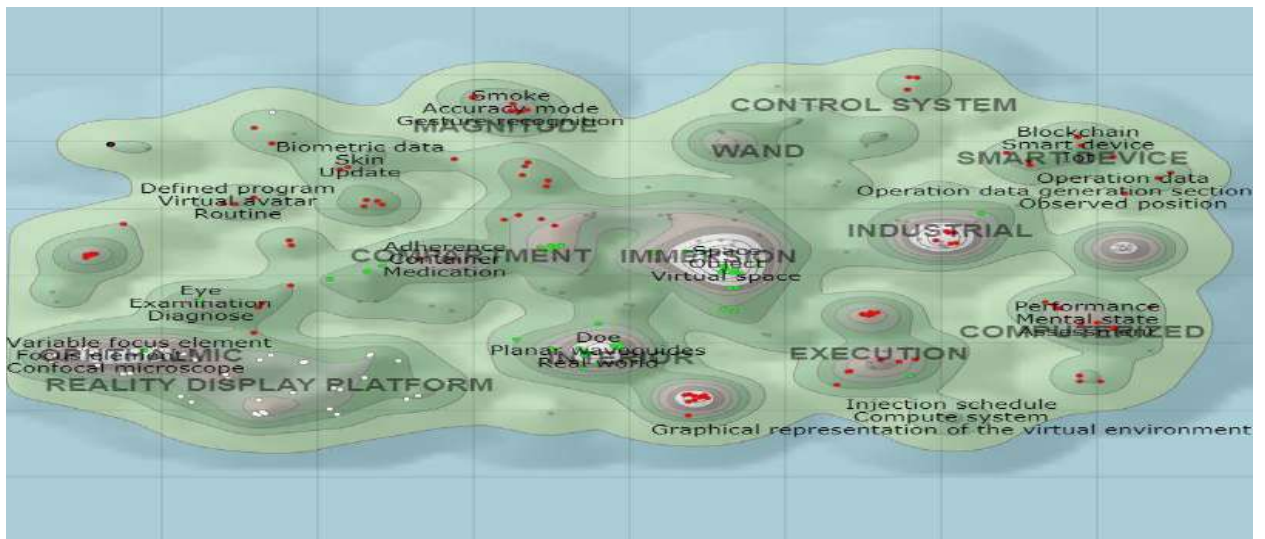 Smoke
Accuracy mode
Gesture recognition
MAGNITUDE
CONTROL SYSTEM
WAND
Blockchain
Smart device
SMART DEVICE
Operation data
Operation data generation section
Observed position
Biometric data
Skin
Update
Defined program
Virtual avatar
Routine
INDUSTRIAL
Adherence
COMPARTMENT
Container
Medication
IMMERSION
Space
Object
Virtual space
Eye
Examination
Diagnose
Performance
Mental state
COMPUTERIZED
Variable focus element
Confocal microscope
REALITY DISPLAY PLATFORM
Doe
Planar waveguides
Real world
EXECUTION
Injection schedule
Compute system
Graphical representation of the virtual environment